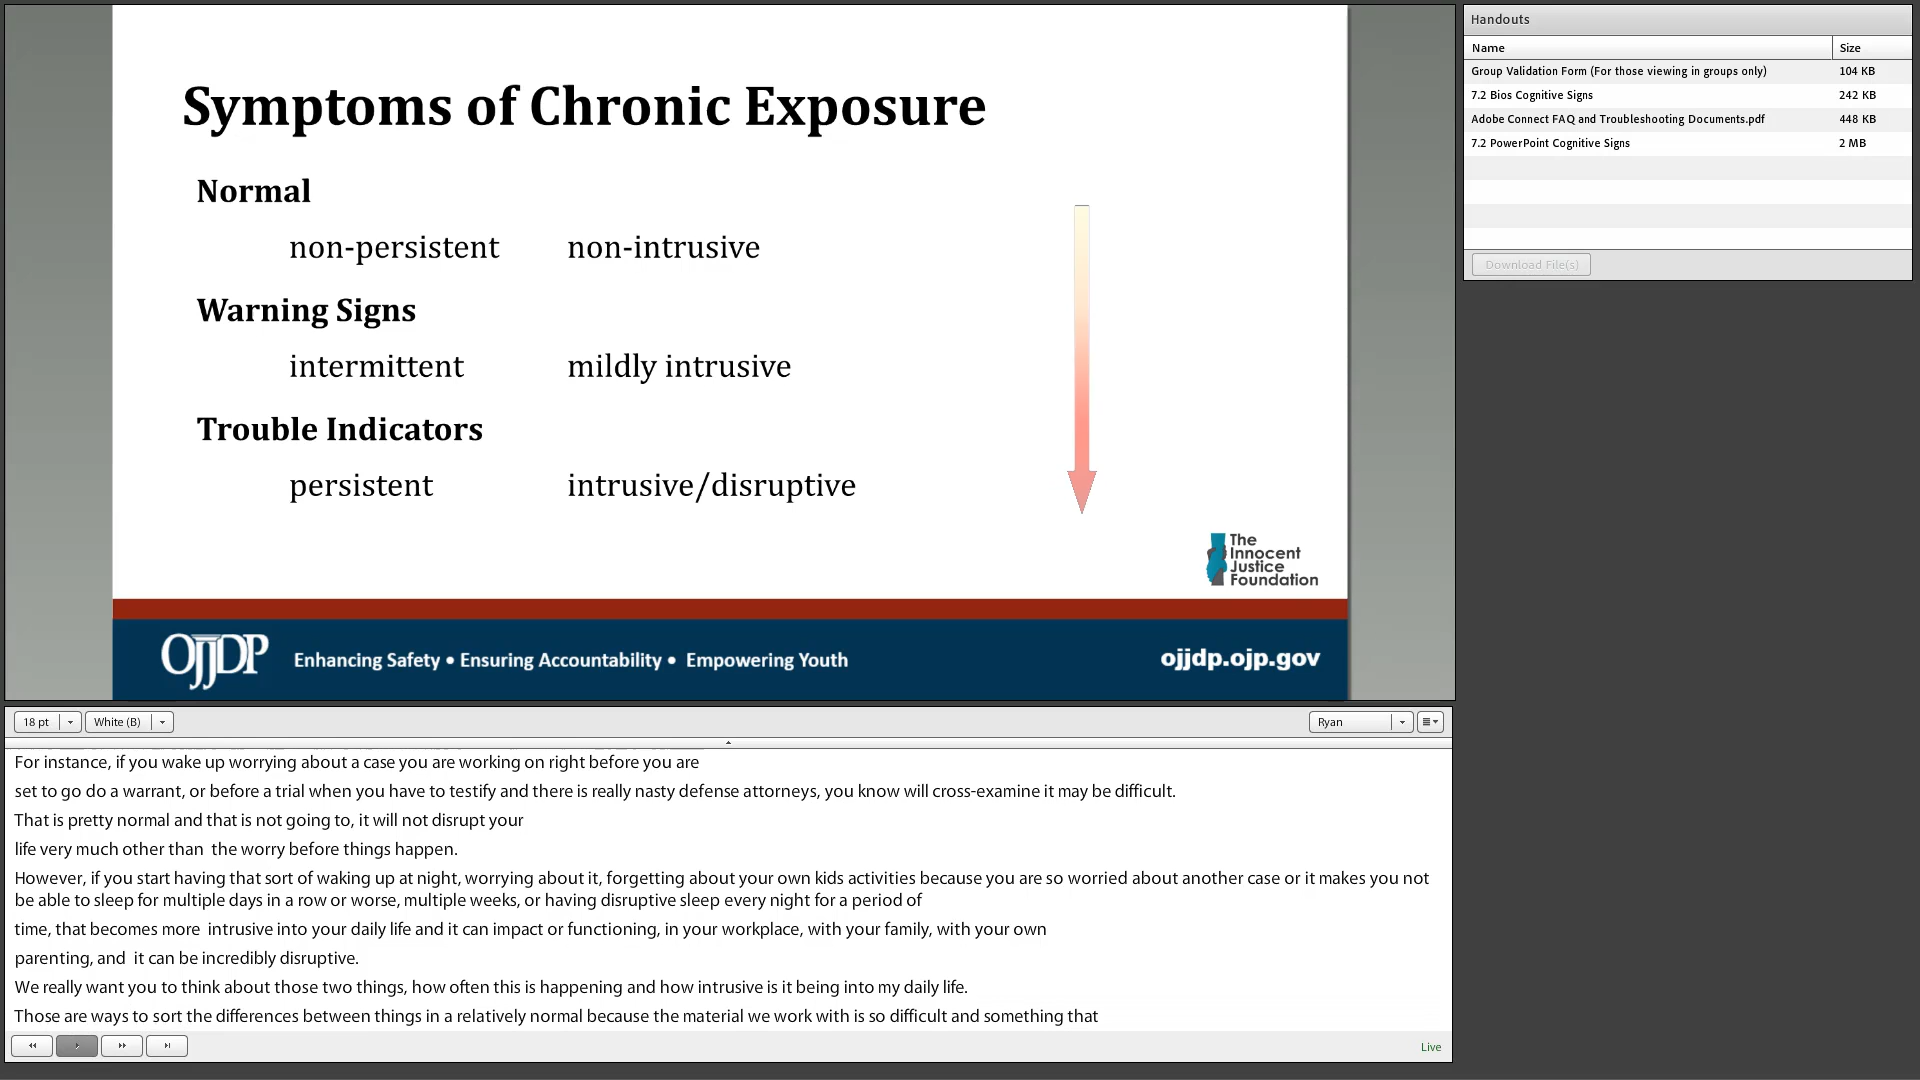 Symptoms of Chronic Exposure
Normal
non-persistent non-intrusive
Warning Signs
intermittent mildly intrusive
Trouble Indicators
persistent intrusive/disruptive
The
Innocent
Justice
Foundation
OJJDP Enhancing Safety • Ensuring Accountability • Empowering Youth ojjdp.ojp.gov
Handouts
Name Size
Group Validation Form (For those viewing in groups only) 104 KB
7.2 Bios Cognitive Signs 242 KB
Adobe Connect FAQ and Troubleshooting Documents.pdf 448 KB
7.2 PowerPoint Cognitive Signs 2 MB
Download File(s)
18 pt White (B) Ryan
For instance, if you wake up worrying about a case you are working on right before you are
set to go do a warrant, or before a trial when you have to testify and there is really nasty defense attorneys, you know will cross-examine it may be difficult.
That is pretty normal and that is not going to, it will not disrupt your
life very much other than the worry before things happen.
However, if you start having that sort of waking up at night, worrying about it, forgetting about your own kids activities because you are so worried about another case or it makes you not
be able to sleep for multiple days in a row or worse, multiple weeks, or having disruptive sleep every night for a period of
time, that becomes more intrusive into your daily life and it can impact or functioning, in your workplace, with your family, with your own
parenting, and it can be incredibly disruptive.
We really want you to think about those two things, how often this is happening and how intrusive is it being into my daily life.
Those are ways to sort the differences between things in a relatively normal because the material we work with is so difficult and something that
Live